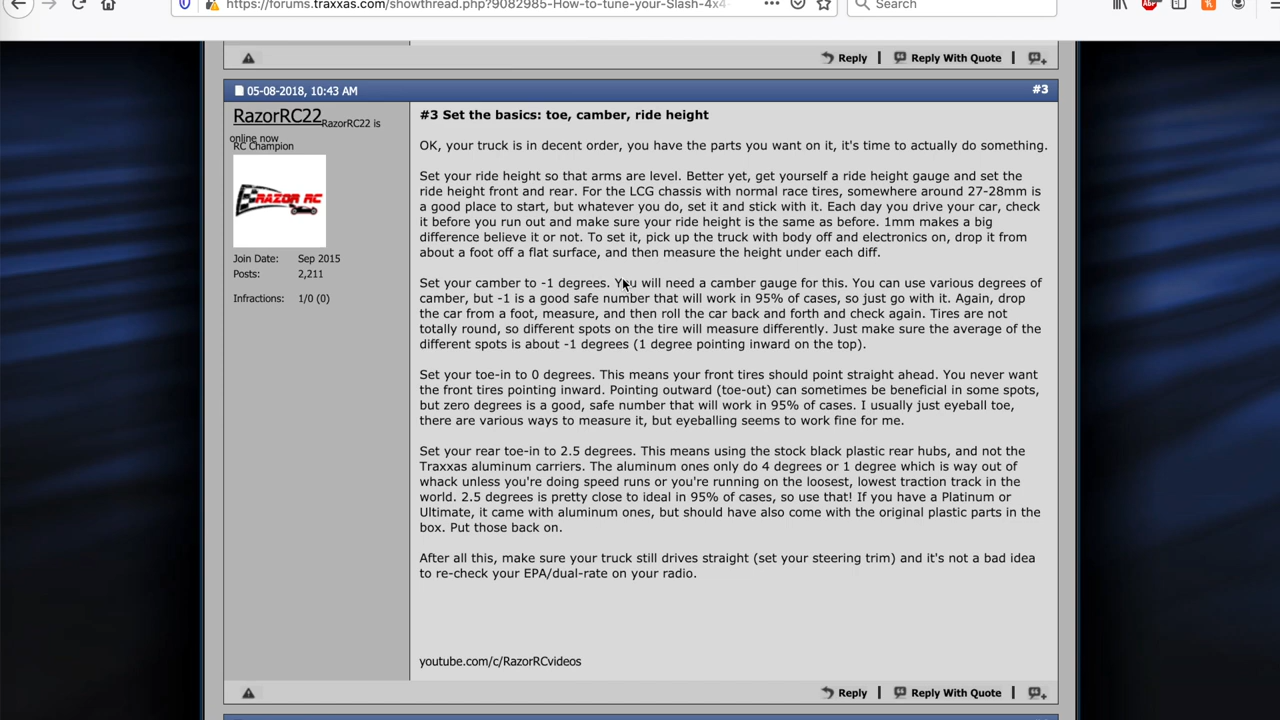 https://forums.traxxas.com/showthread.php?9082985-How-to-tune-your-Slash-4x4-
Search
Reply | Reply With Quote |
05-08-2018, 10:43 AM #3
RazorRC22 RazorRC22 is
online now
RC Champion
RAZOR RC
Join Date: Sep 2015
Posts: 2,211
Infractions: 1/0 (0)
#3 Set the basics: toe, camber, ride height
OK, your truck is in decent order, you have the parts you want on it, it's time to actually do something.
Set your ride height so that arms are level. Better yet, get yourself a ride height gauge and set the
ride height front and rear. For the LCG chassis with normal race tires, somewhere around 27-28mm is
a good place to start, but whatever you do, set it and stick with it. Each day you drive your car, check
it before you run out and make sure your ride height is the same as before. 1mm makes a big
difference believe it or not. To set it, pick up the truck with body off and electronics on, drop it from
about a foot off a flat surface, and then measure the height under each diff.
Set your camber to -1 degrees. You will need a camber gauge for this. You can use various degrees of
camber, but -1 is a good safe number that will work in 95% of cases, so just go with it. Again, drop
the car from a foot, measure, and then roll the car back and forth and check again. Tires are not
totally round, so different spots on the tire will measure differently. Just make sure the average of the
different spots is about -1 degrees (1 degree pointing inward on the top).
Set your toe-in to 0 degrees. This means your front tires should point straight ahead. You never want
the front tires pointing inward. Pointing outward (toe-out) can sometimes be beneficial in some spots,
but zero degrees is a good, safe number that will work in 95% of cases. I usually just eyeball toe,
there are various ways to measure it, but eyeballing seems to work fine for me.
Set your rear toe-in to 2.5 degrees. This means using the stock black plastic rear hubs, and not the
Traxxas aluminum carriers. The aluminum ones only do 4 degrees or 1 degree which is way out of
whack unless you're doing speed runs or you're running on the loosest, lowest traction track in the
world. 2.5 degrees is pretty close to ideal in 95% of cases, so use that! If you have a Platinum or
Ultimate, it came with aluminum ones, but should have also come with the original plastic parts in the
box. Put those back on.
After all this, make sure your truck still drives straight (set your steering trim) and it's not a bad idea
to re-check your EPA/dual-rate on your radio.
youtube.com/c/RazorRCvideos
Reply | Reply With Quote |